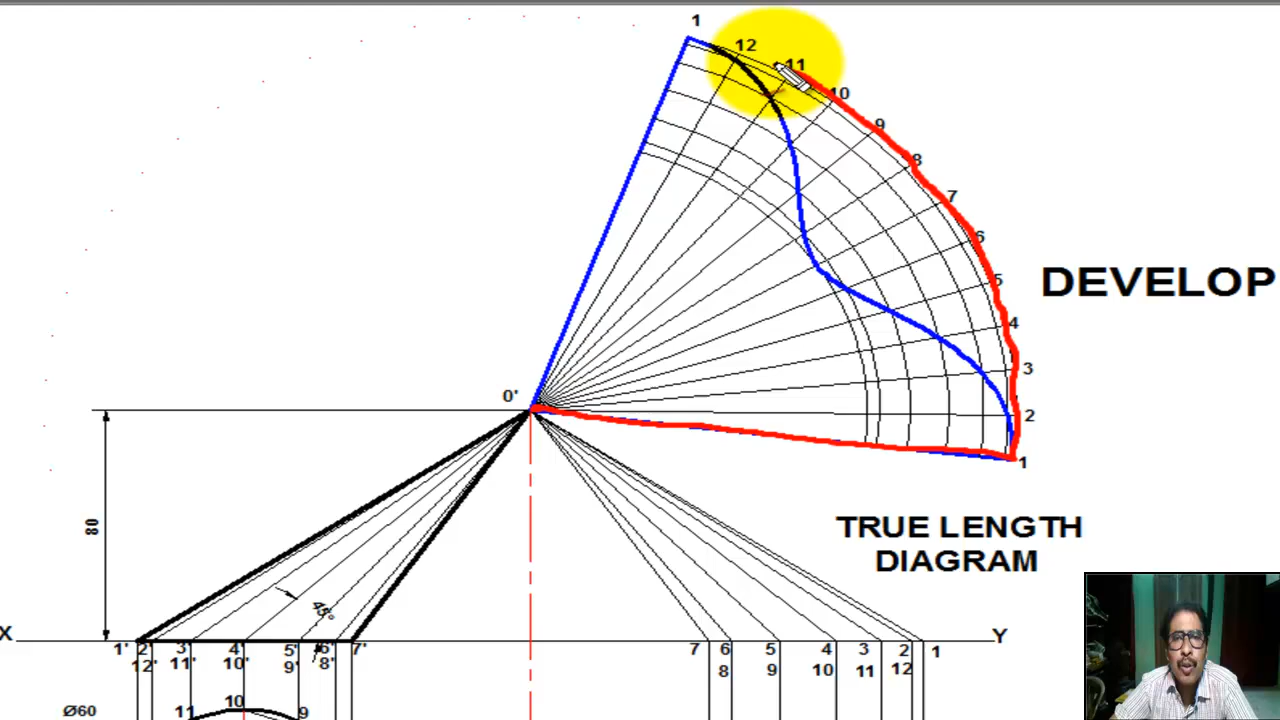 1
12
11
10
9
8
7
6
5
4
3
2
1
DEVELOP
0'
80
TRUE LENGTH
DIAGRAM
45°
X
Y
1' 2' 3' 4' 5' 6' 7'
12' 11' 10' 9' 8'
7 6 5 4 3 2 1
8 9 10 11 12
Ø60
11 10 9